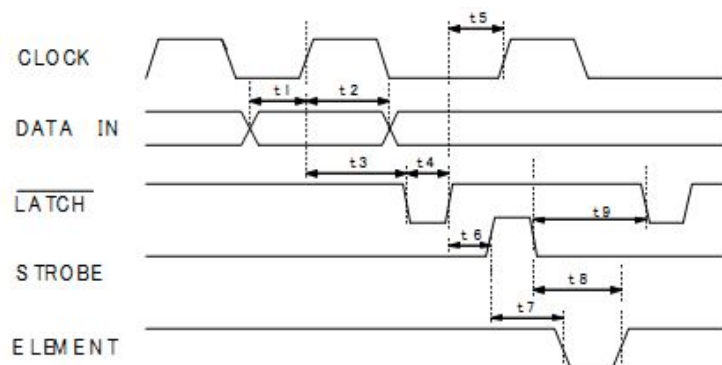 t5
CLOCK
t1 t2
DATA IN
t3 t4
LATCH
t9
t6
STROBE
t8
t7
ELEMENT